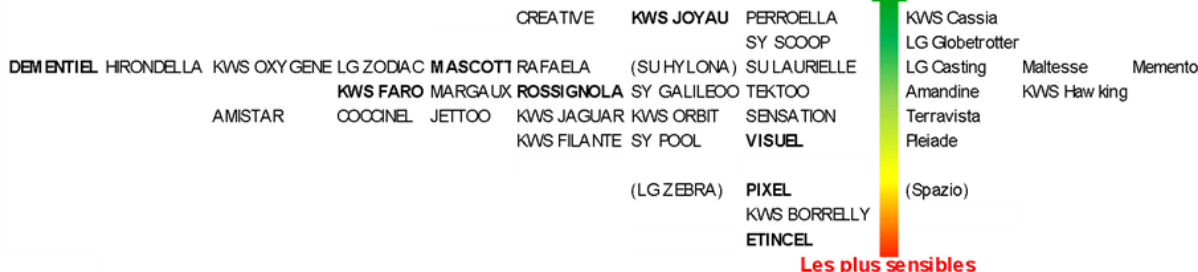 CREATIVE KWS JOYAU PERROELLA KWS Cassia
SY SCOOP LG Globetrotter
DEMENTIEL HIRONDELLA KWS OXYGENE LG ZODIAC MASCOTT RAFAELA (SU HYLONA) SU LAURIELLE LG Casting Maltesse Memento
KWS FARO MARGAUX ROSSIGNOLA SY GALILEOO TEKTOO Amandine KWS Hawking
AMISTAR COCCINEL JETTOO KWS JAGUAR KWS ORBIT SENSATION Terravista
KWS FILANTE SY POOL VISUEL Pleiade
(LG ZEBRA) PIXEL (Spazio)
KWS BORRELLY
ETINCEL
Les plus sensibles